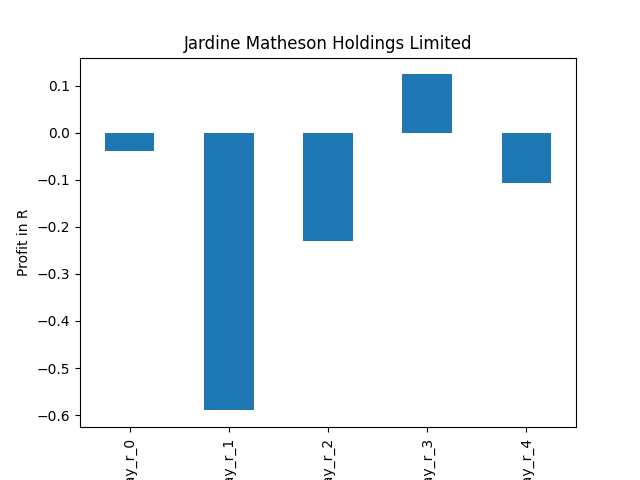 Jardine Matheson Holdings Limited
Profit in R
0.1
0.0
−0.1
−0.2
−0.3
−0.4
−0.5
−0.6
ay_r_0
ay_r_1
ay_r_2
ay_r_3
ay_r_4